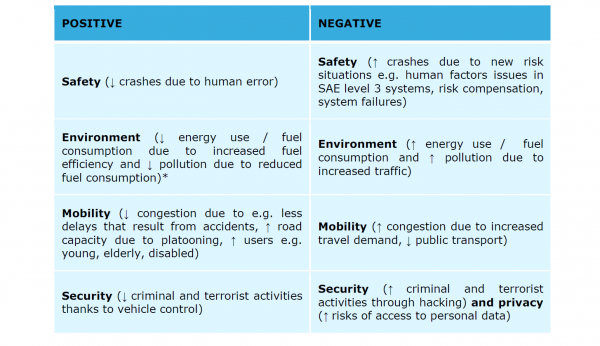 POSITIVE
NEGATIVE
Safety (↓ crashes due to human error)
Safety (↑ crashes due to new risk
situations e.g. human factors issues in
SAE level 3 systems, risk compensation,
system failures)
Environment (↓ energy use / fuel
consumption due to increased fuel
efficiency and ↓ pollution due to reduced
fuel consumption)*
Environment (↑ energy use / fuel
consumption and ↑ pollution due to
increased traffic)
Mobility (↓ congestion due to e.g. less
delays that result from accidents, ↑ road
capacity due to platooning, ↑ users e.g.
young, elderly, disabled)
Mobility (↑ congestion due to increased
travel demand, ↓ public transport)
Security (↓ criminal and terrorist activities
thanks to vehicle control)
Security (↑ criminal and terrorist
activities through hacking) and privacy
(↑ risks of access to personal data)